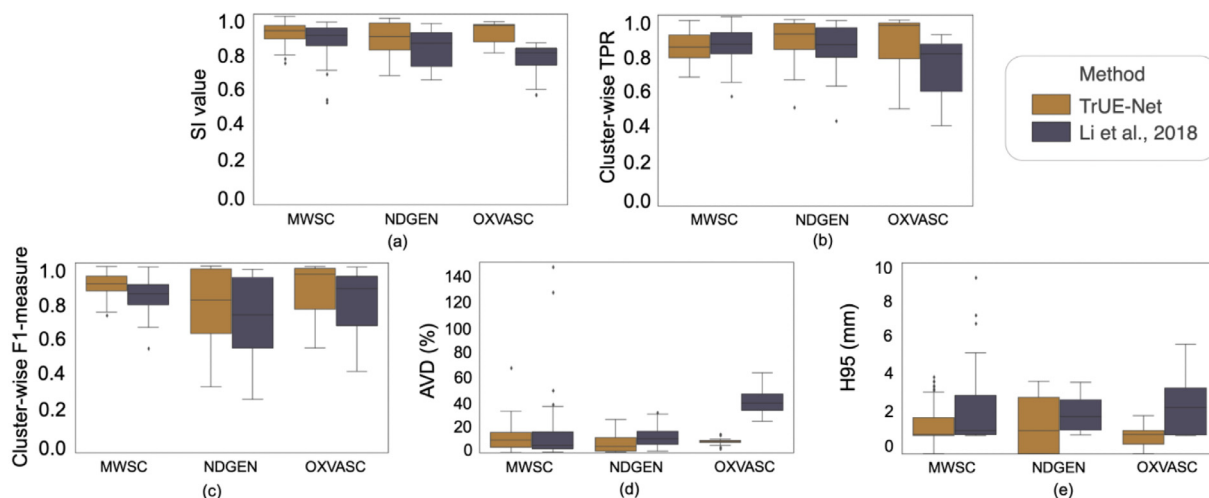 SI value
1.0
0.8
0.6
0.4
0.2
0.0
MWSC NDGEN OXVASC
(a)
Cluster-wise TPR
1.0
0.8
0.6
0.4
0.2
0.0
MWSC NDGEN OXVASC
(b)
Method
TrUE-Net
Li et al., 2018
Cluster-wise F1-measure
1.0
0.8
0.6
0.4
0.2
0.0
MWSC NDGEN OXVASC
(c)
AVD (%)
140
120
100
80
60
40
20
0
MWSC NDGEN OXVASC
(d)
H95 (mm)
10
8
6
4
2
0
MWSC NDGEN OXVASC
(e)